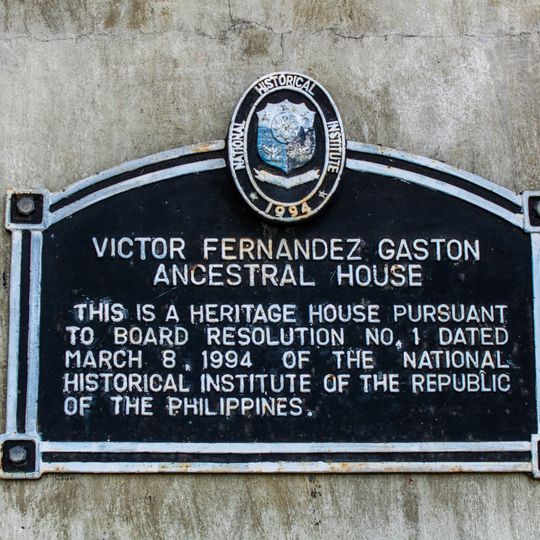 NATIONAL HISTORICAL INSTITUTE
1994
VICTOR FERNANDEZ GASTON
ANCESTRAL HOUSE
THIS IS A HERITAGE HOUSE PURSUANT
TO BOARD RESOLUTION NO. 1 DATED
MARCH 8, 1994 OF THE NATIONAL
HISTORICAL INSTITUTE OF THE REPUBLIC
OF THE PHILIPPINES.